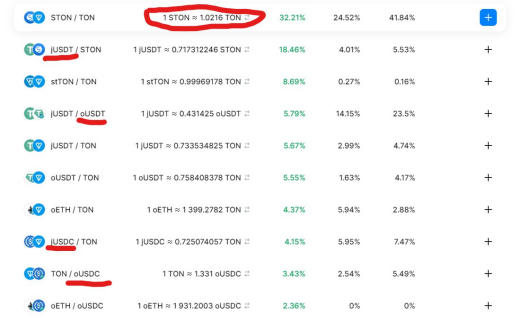 STON / TON 1 STON ≈ 1.0216 TON 32.21% 24.52% 41.84% +
jUSDT / STON 1 jUSDT ≈ 0.717312246 STON 18.46% 4.01% 5.53% +
stTON / TON 1 stTON ≈ 0.99969178 TON 8.69% 0.27% 0.16% +
jUSDT / oUSDT 1 jUSDT ≈ 0.431425 oUSDT 5.79% 14.15% 23.5% +
jUSDT / TON 1 jUSDT ≈ 0.733534825 TON 5.67% 2.99% 4.74% +
oUSDT / TON 1 oUSDT ≈ 0.758408378 TON 5.55% 1.63% 4.17% +
oETH / TON 1 oETH ≈ 1 399.2782 TON 4.37% 5.94% 2.88% +
jUSDC / TON 1 jUSDC ≈ 0.725074057 TON 4.15% 5.95% 7.47% +
TON / oUSDC 1 TON ≈ 1.331 oUSDC 3.43% 2.54% 5.49% +
oETH / oUSDC 1 oETH ≈ 1 931.2003 oUSDC 2.36% 0% 0% +